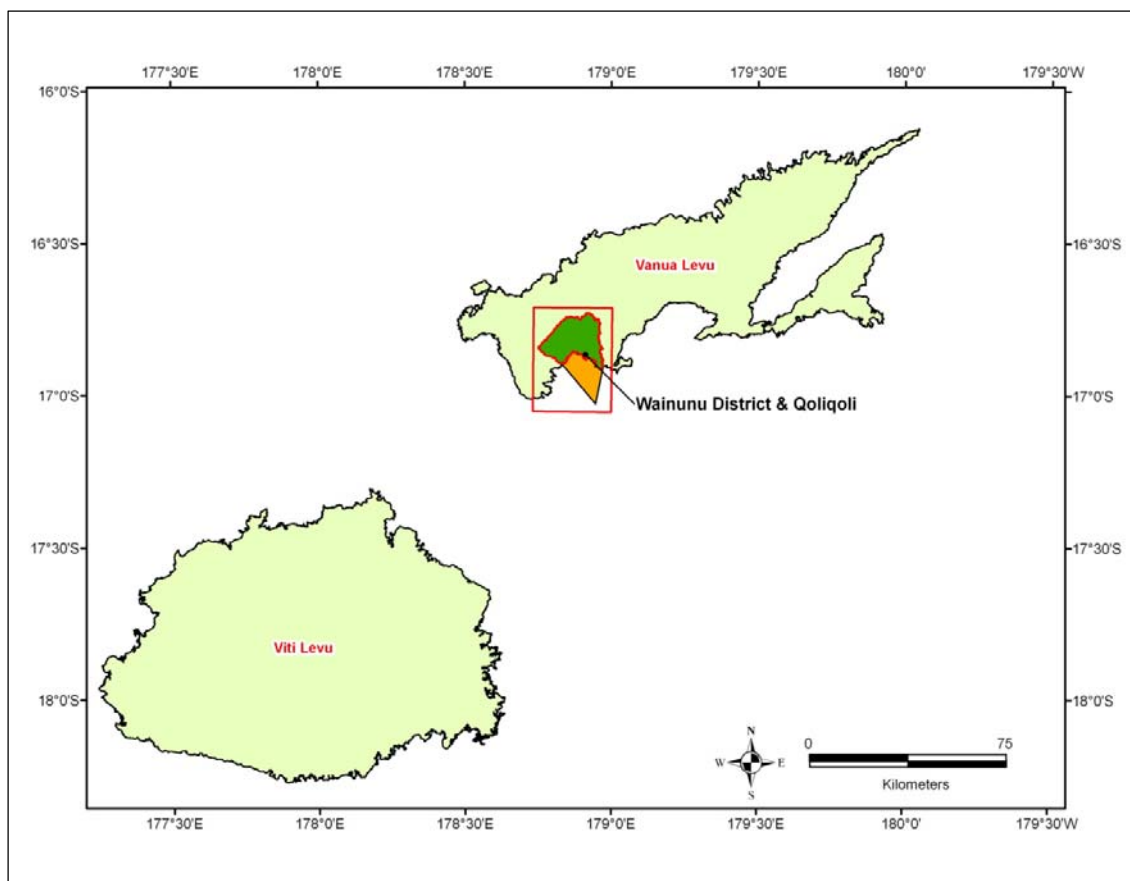 177°30'E 178°0'E 178°30'E 179°0'E 179°30'E 180°0' 179°30'W
16°0'S
16°30'S 16°30'S
Vanua Levu
17°0'S 17°0'S
Wainunu District & Qoliqoli
17°30'S 17°30'S
Viti Levu
18°0'S 18°0'S
N
W E
S
0 75
Kilometers
177°30'E 178°0'E 178°30'E 179°0'E 179°30'E 180°0' 179°30'W